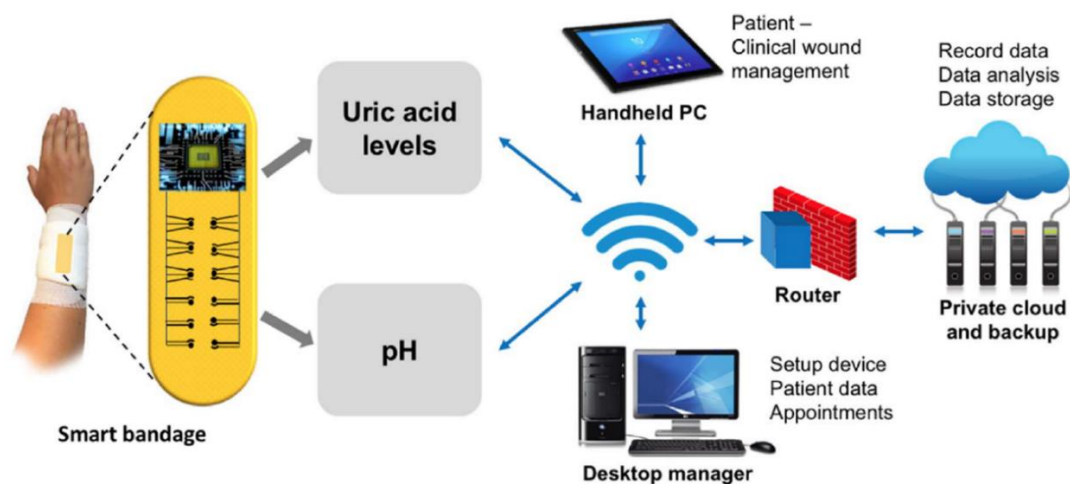 Uric acid
levels
pH
Smart bandage
Patient –
Clinical wound
management
Handheld PC
Record data
Data analysis
Data storage
Router
Private cloud
and backup
Setup device
Patient data
Appointments
Desktop manager